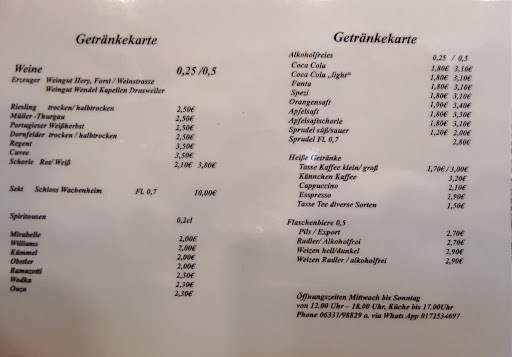 Getränkekarte
Weine 0,25 /0,5
Erzeuger Weingut Hery, Forst / Weinstrasse
Weingut Wendel Kapellen Drusweiler
Riesling trocken/ halbtrocken 2,50€
Müller -Thurgau 2,50€
Portugieser Weißherbst 2,50€
Dornfelder trocken / halbtrocken 2,50€
Regent 3,50€
Cuvee 3,50€
Schorle Rot/ Weiß 2,10€ 3,80€
Sekt Schloss Wachenheim Fl. 0,7 10,00€
Spiritousen 0,2cl
Mirabelle 2,00€
Williams 2,00€
Kümmel 2,00€
Obstler 2,00€
Ramazotti 2,30€
Wodka 2,30€
Ouzo 2,30€
Getränkekarte
Alkoholfreies 0,25 / 0,5
Coca Cola 1,80€ 3,10€
Coca Cola „light" 1,80€ 3,10€
Fanta 1,80€ 3,10€
Spezi 1,80€ 3,10€
Orangensaft 1,90€ 3,40€
Apfelsaft 1,80€ 3,10€
Apfelsaftschorle 1,80€ 3,10€
Sprudel süß/sauer 1,20€ 2,00€
Sprudel Fl. 0,7 2,80€
Heiße Getränke
Tasse Kaffee klein/ groß 1,70€ / 3,00€
Kännchen Kaffee 3,20€
Cappuccino 2,10€
Esspresso 1,90€
Tasse Tee diverse Sorten 1,50€
Flaschenbiere 0,5
Pils / Export 2,70€
Radler/ Alkoholfrei 2,70€
Weizen hell/dunkel 2,90€
Weizen Radler / alkoholfrei 2,90€
Öffnungszeiten Mittwoch bis Sonntag
von 12.00 Uhr – 18.00 Uhr, Küche bis 17.00Uhr
Phone 06331/98829 o. via Whats App 0172534697